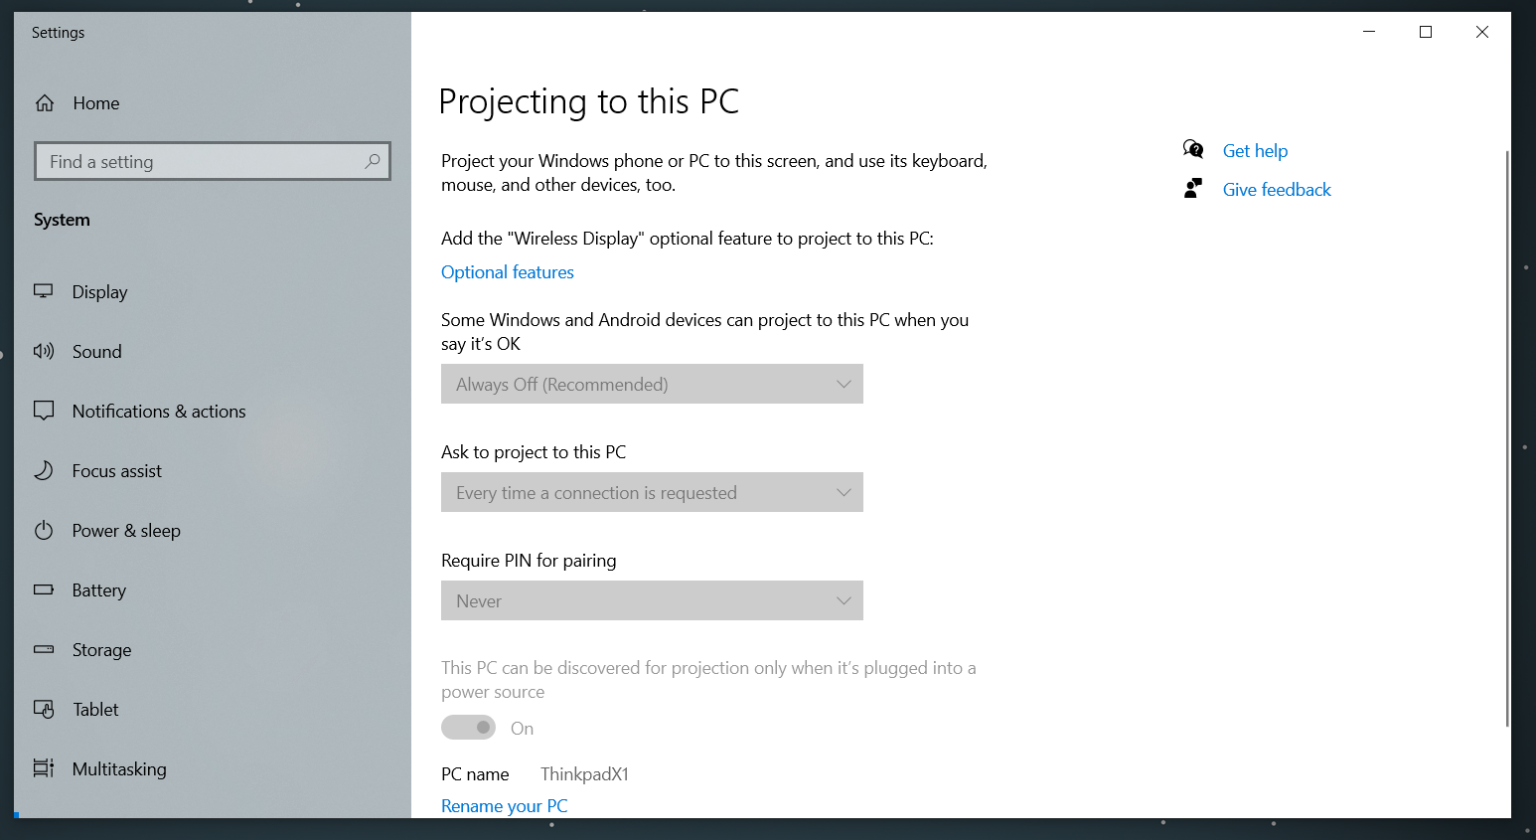 Settings
Home
Find a setting
System
Display
Sound
Notifications & actions
Focus assist
Power & sleep
Battery
Storage
Tablet
Multitasking
Projecting to this PC
Project your Windows phone or PC to this screen, and use its keyboard,
mouse, and other devices, too.
Add the "Wireless Display" optional feature to project to this PC:
Optional features
Some Windows and Android devices can project to this PC when you
say it’s OK
Always Off (Recommended)
Ask to project to this PC
Every time a connection is requested
Require PIN for pairing
Never
This PC can be discovered for projection only when it’s plugged into a
power source
On
PC name ThinkpadX1
Rename your PC
Get help
Give feedback